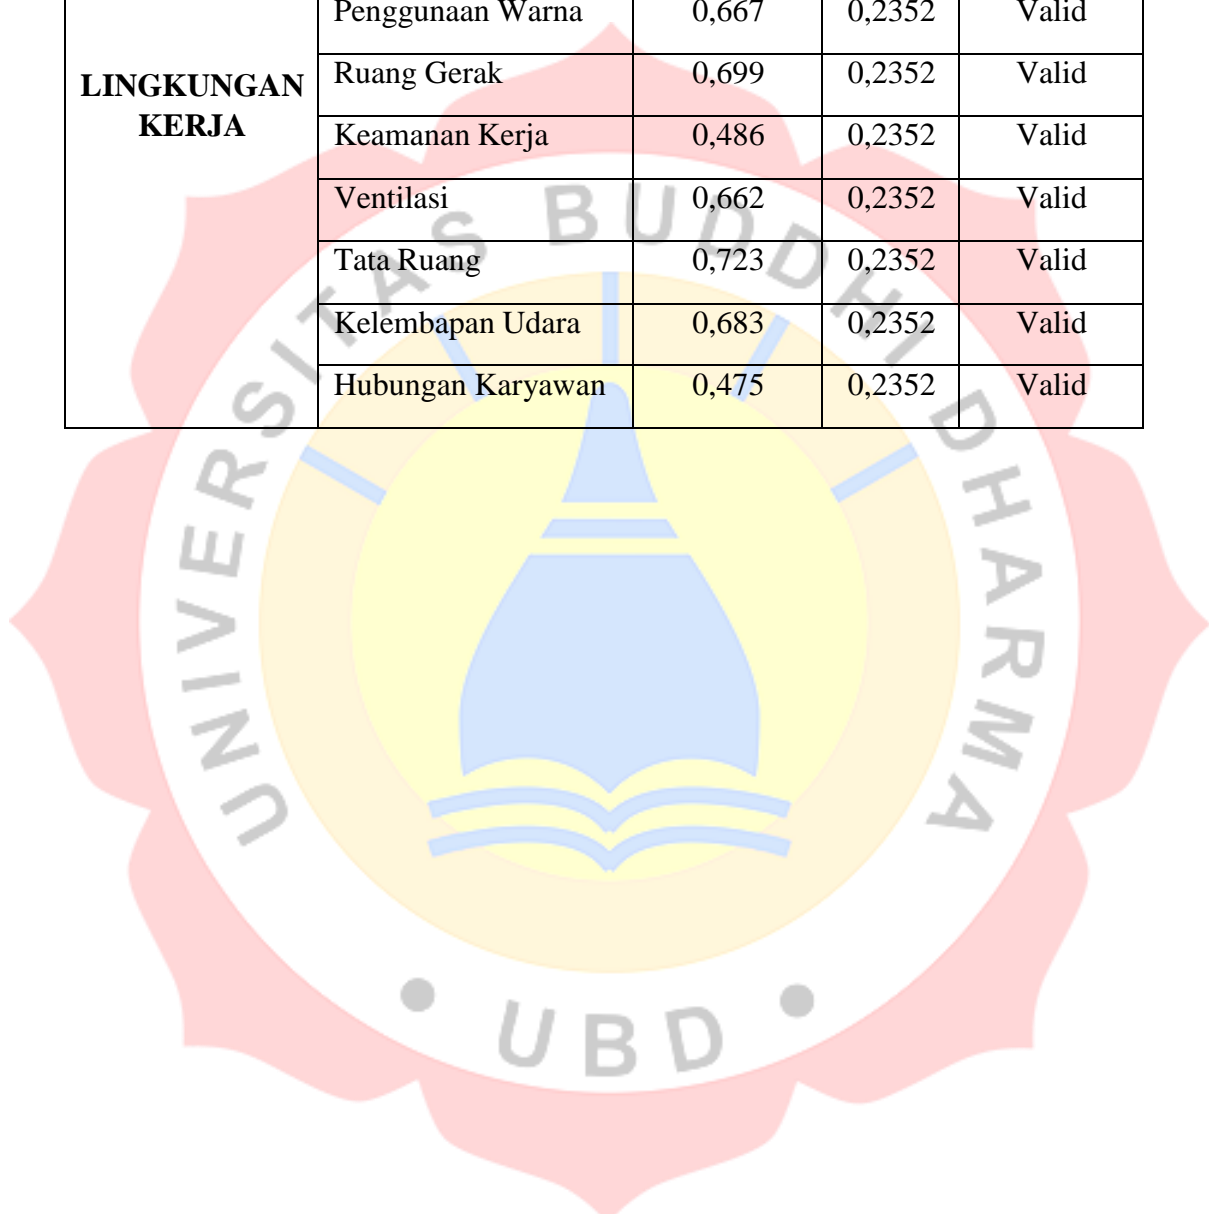 Penggunaan Warna 0,667 0,2352 Valid
LINGKUNGAN KERJA
Ruang Gerak 0,699 0,2352 Valid
Keamanan Kerja 0,486 0,2352 Valid
Ventilasi 0,662 0,2352 Valid
Tata Ruang 0,723 0,2352 Valid
Kelembapan Udara 0,683 0,2352 Valid
Hubungan Karyawan 0,475 0,2352 Valid
UNIVERSITAS BUDDHI DHARMA
UBD